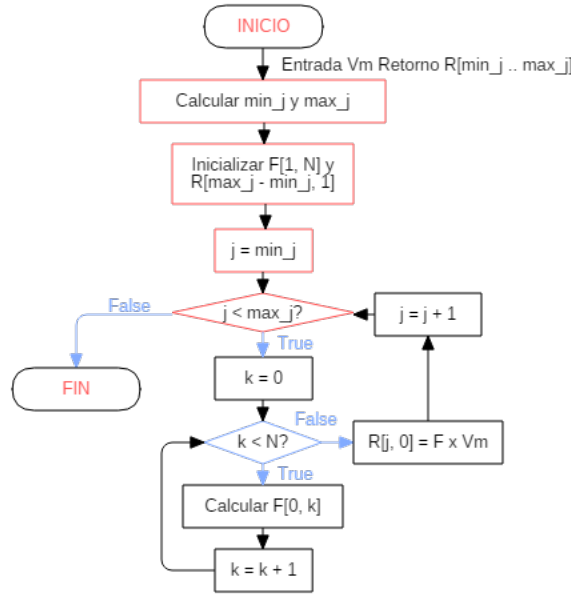 INICIO
Entrada Vm Retorno R[min_j .. max_j]
Calcular min_j y max_j
Inicializar F[1, N] y
R[max_j - min_j, 1]
j = min_j
False
j < max_j?
j = j + 1
True
FIN
k = 0
False
k < N?
R[j, 0] = F x Vm
True
Calcular F[0, k]
k = k + 1